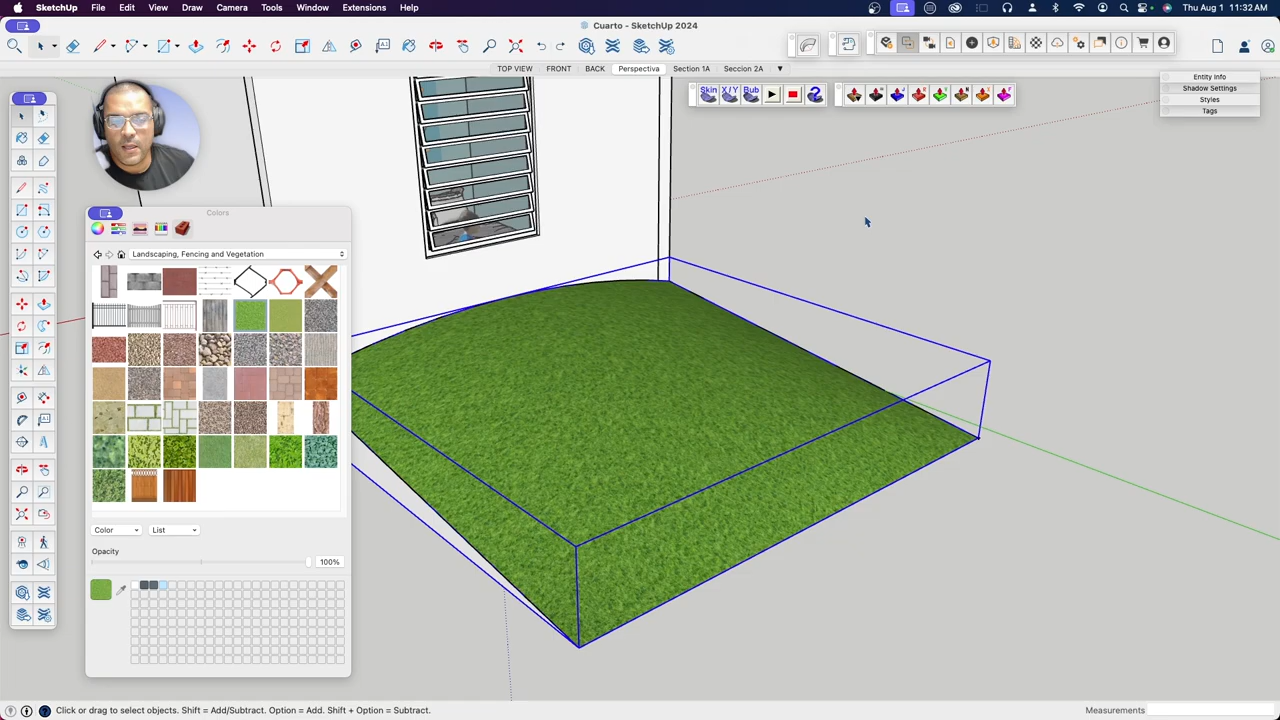 SketchUp File Edit View Draw Camera Tools Window Extensions Help
Thu Aug 1 11:32 AM
Cuarto - SketchUp 2024
TOP VIEW FRONT BACK Perspectiva Section 1A Seccion 2A
Skin X/Y Bub
Entity Info
Shadow Settings
Styles
Tags
Colors
Landscaping, Fencing and Vegetation
Color List
Opacity
100%
Click or drag to select objects. Shift = Add/Subtract. Option = Add. Shift + Option = Subtract.
Measurements